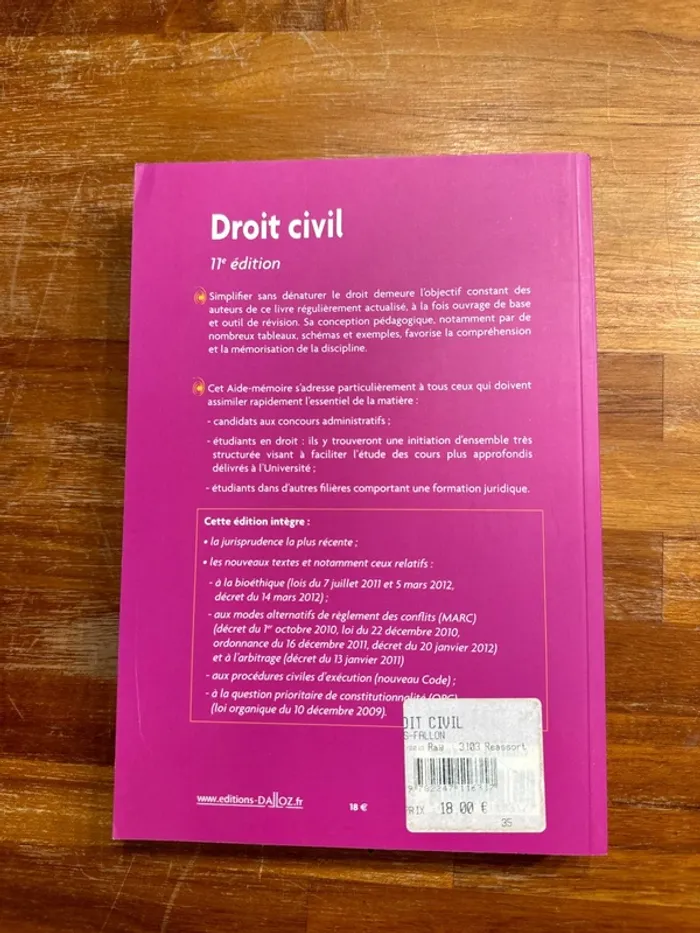 Droit civil
11e édition
Simplifier sans dénaturer le droit demeure l'objectif constant des
auteurs de ce livre régulièrement actualisé, à la fois ouvrage de base
et outil de révision. Sa conception pédagogique, notamment par de
nombreux tableaux, schémas et exemples, favorise la compréhension
et la mémorisation de la discipline.
Cet Aide-mémoire s'adresse particulièrement à tous ceux qui doivent
assimiler rapidement l'essentiel de la matière :
- candidats aux concours administratifs ;
- étudiants en droit : ils y trouveront une initiation d'ensemble très
structurée visant à faciliter l'étude des cours plus approfondis
délivrés à l'Université ;
- étudiants dans d'autres filières comportant une formation juridique.
Cette édition intègre :
• la jurisprudence la plus récente ;
• les nouveaux textes et notamment ceux relatifs :
- à la bioéthique (lois du 7 juillet 2011 et 5 mars 2012,
décret du 14 mars 2012) ;
- aux modes alternatifs de règlement des conflits (MARC)
(décret du 1er octobre 2010, loi du 22 décembre 2010,
ordonnance du 16 décembre 2011, décret du 20 janvier 2012)
et à l'arbitrage (décret du 13 janvier 2011)
- aux procédures civiles d'exécution (nouveau Code) ;
- à la question prioritaire de constitutionnalité (QPC)
(loi organique du 10 décembre 2009).
OIT CIVIL
S-FALLON
RaY 3103 Reassort
PRIX 18 00 €
35
www.editions-DALLOZ.fr
18 €